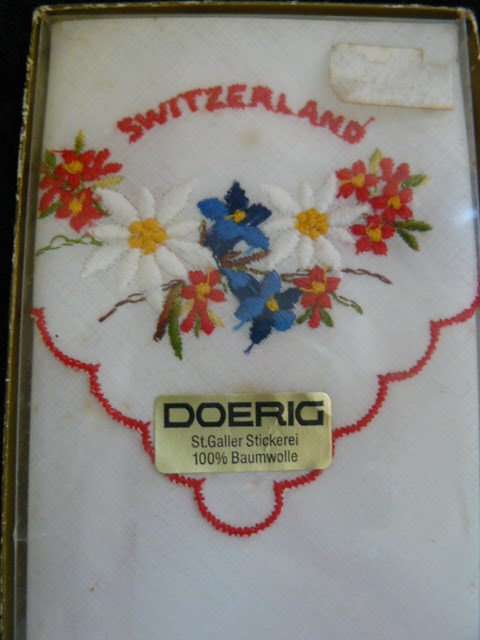 SWITZERLAND
DOERIG
St.Galler Stickerei
100% Baumwolle